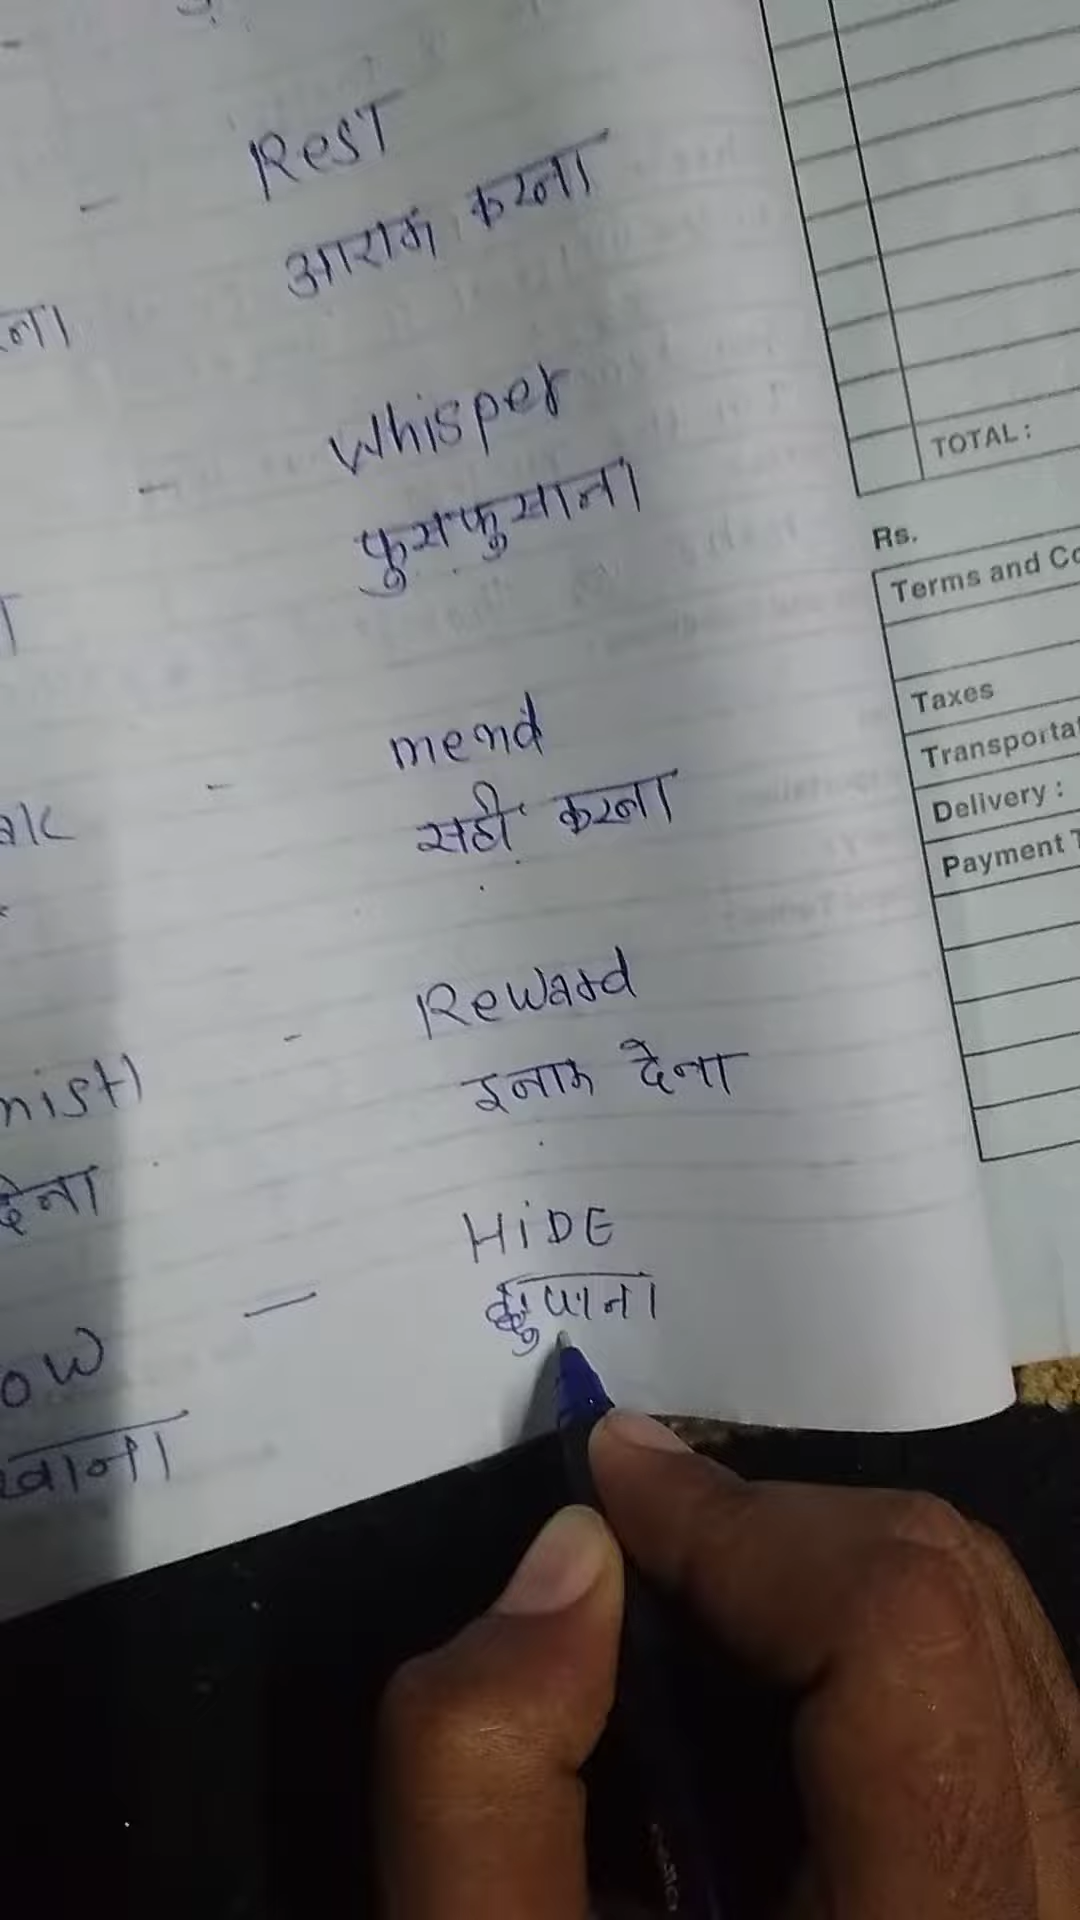 Rest
आराम करना
ना
Whisper
फुसफुसाना
mend
सही करना
Reward
इनाम देना
देना
HiDE
छुपाना
ow
खाना
TOTAL:
Rs.
Terms and Co
Taxes
Transporta
Delivery :
Payment T